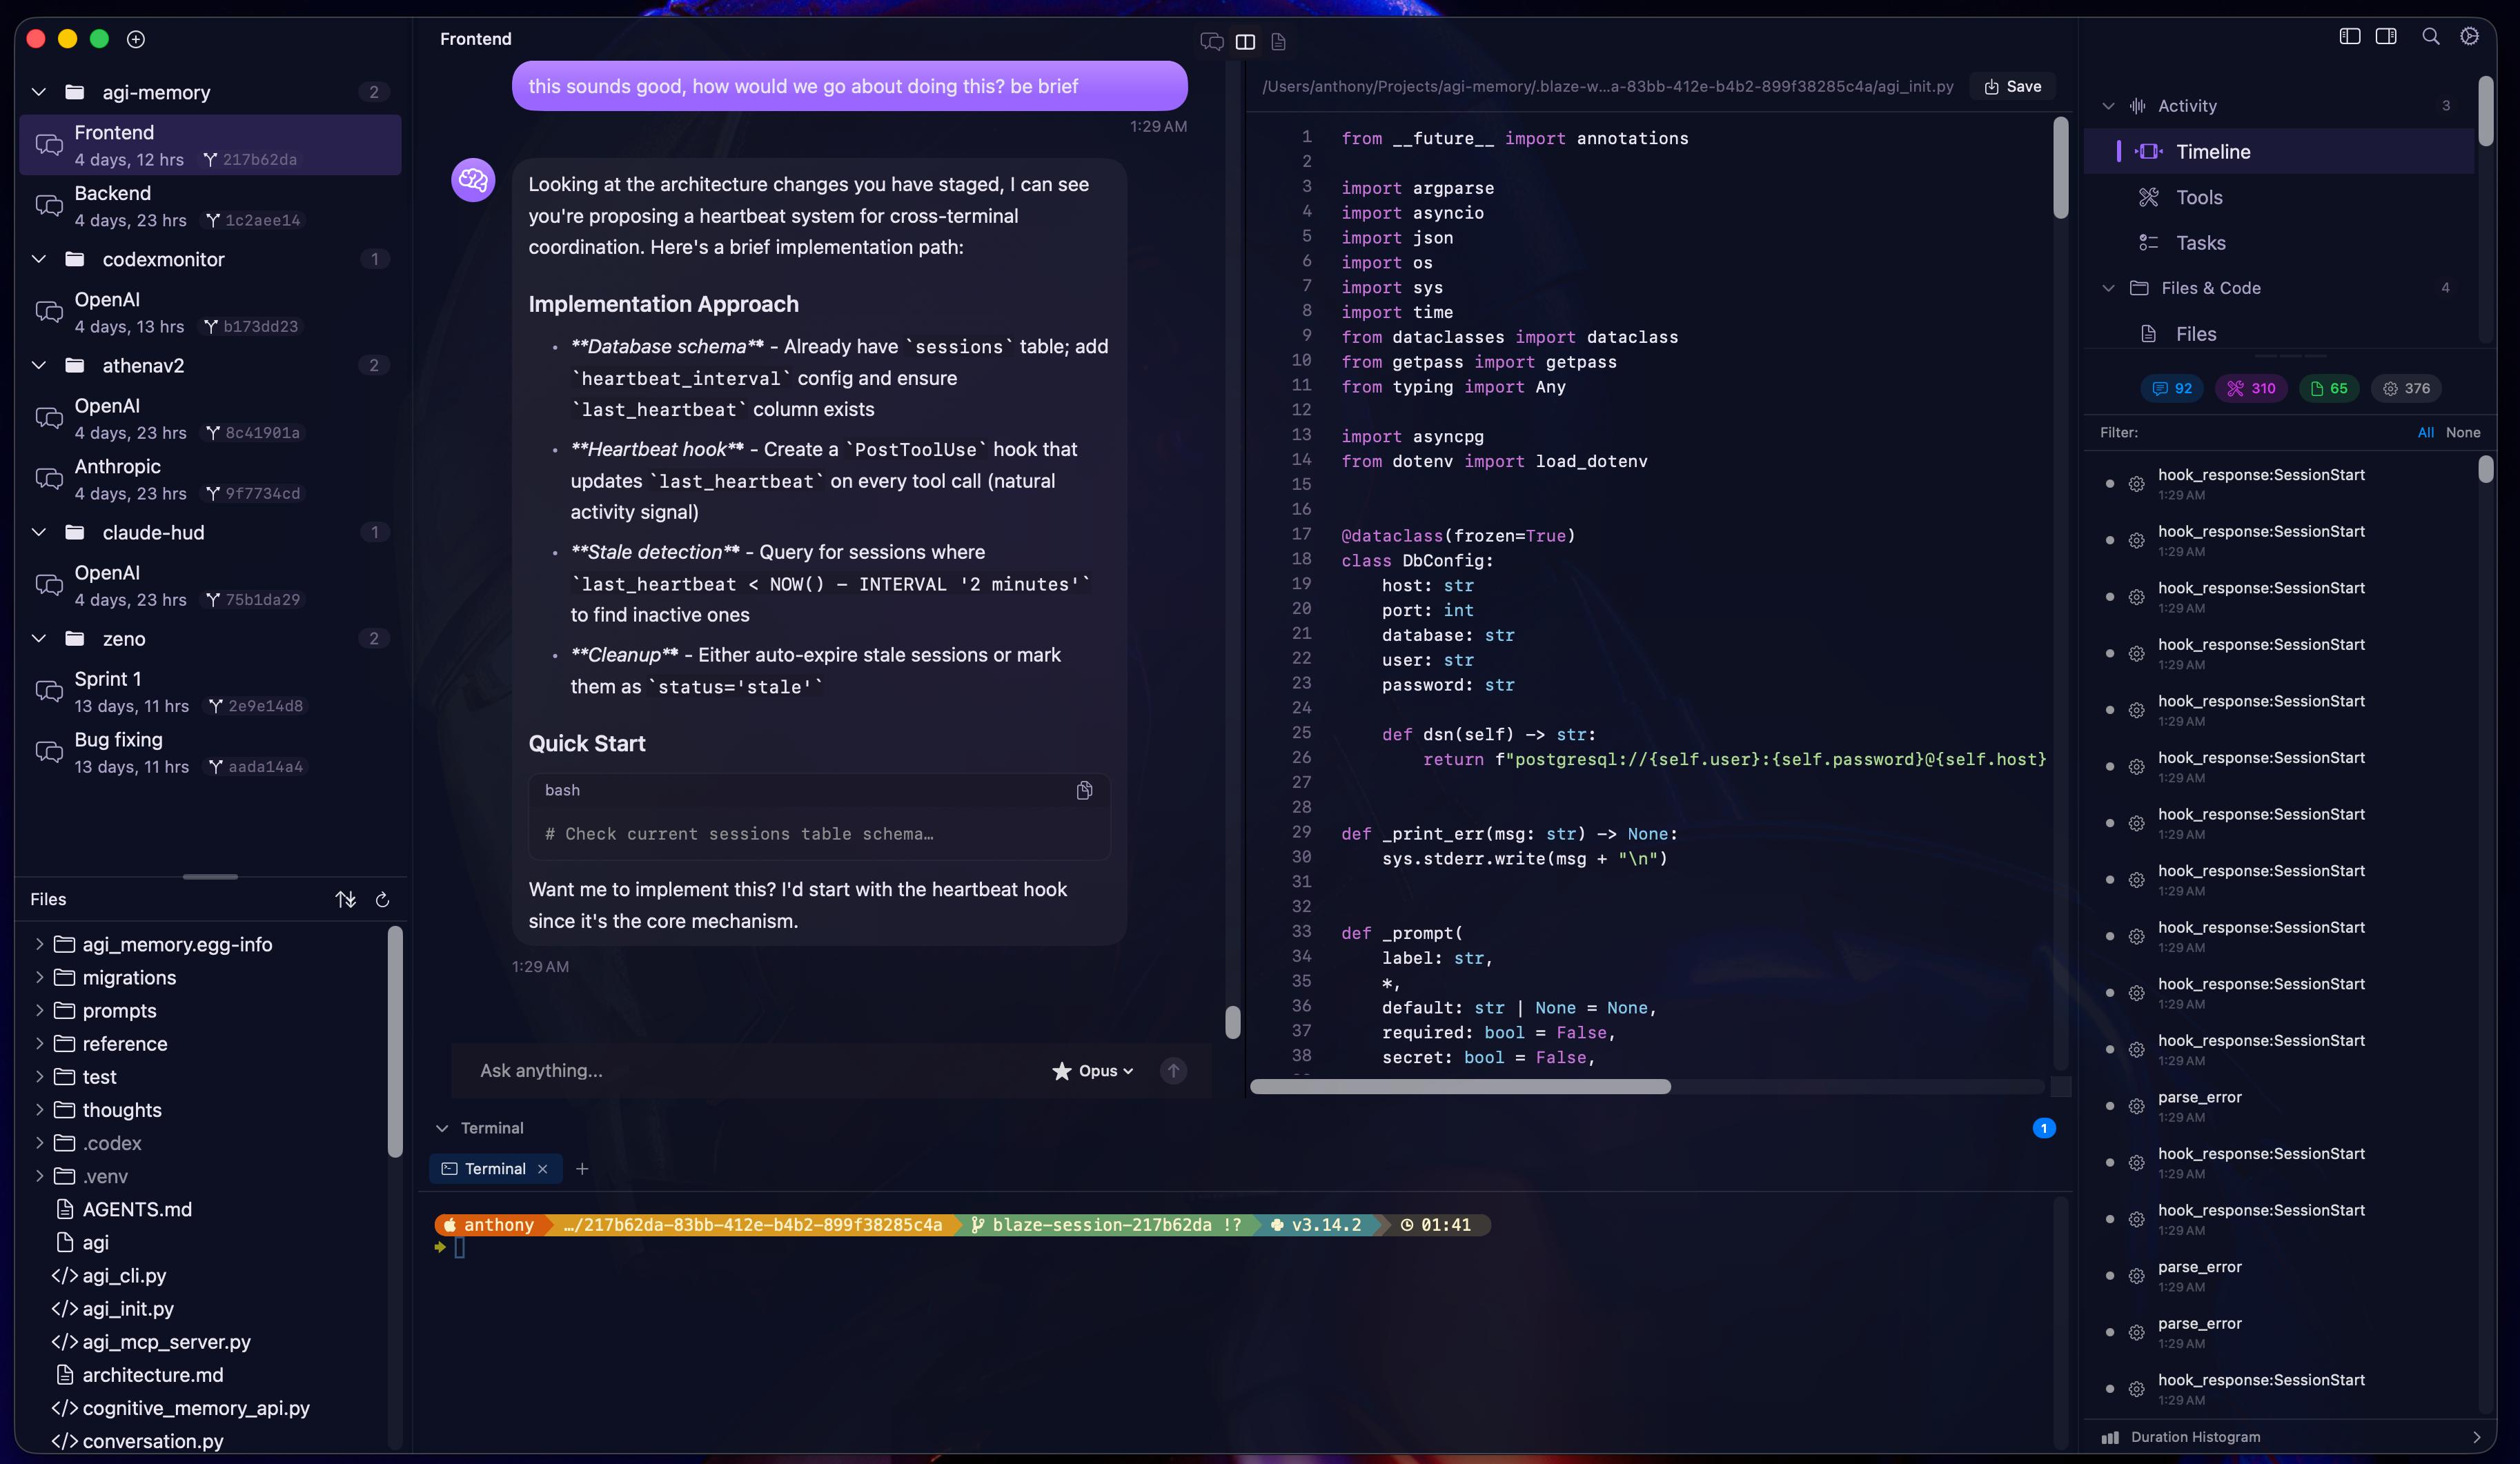 agi-memory 2
Frontend
4 days, 12 hrs 217b62da
Backend
4 days, 23 hrs 1c2aee14
codexmonitor 1
OpenAI
4 days, 13 hrs b173dd23
athenav2 2
OpenAI
4 days, 23 hrs 8c41901a
Anthropic
4 days, 23 hrs 9f7734cd
claude-hud 1
OpenAI
4 days, 23 hrs 75b1da29
zeno 2
Sprint 1
13 days, 11 hrs 2e9e14d8
Bug fixing
13 days, 11 hrs aada14a4
Files
agi_memory.egg-info
migrations
prompts
reference
test
thoughts
.codex
.venv
AGENTS.md
agi
agi_cli.py
agi_init.py
agi_mcp_server.py
architecture.md
cognitive_memory_api.py
conversation.py
Frontend
this sounds good, how would we go about doing this? be brief
1:29 AM
Looking at the architecture changes you have staged, I can see
you're proposing a heartbeat system for cross-terminal
coordination. Here's a brief implementation path:
Implementation Approach
• **Database schema** - Already have `sessions` table; add
`heartbeat_interval` config and ensure
`last_heartbeat` column exists
• **Heartbeat hook** - Create a `PostToolUse` hook that
updates `last_heartbeat` on every tool call (natural
activity signal)
• **Stale detection** - Query for sessions where
`last_heartbeat < NOW() - INTERVAL '2 minutes'`
to find inactive ones
• **Cleanup** - Either auto-expire stale sessions or mark
them as `status='stale'`
Quick Start
bash
# Check current sessions table schema…
Want me to implement this? I'd start with the heartbeat hook
since it's the core mechanism.
1:29 AM
Ask anything...
Opus
/Users/anthony/Projects/agi-memory/.blaze-w...a-83bb-412e-b4b2-899f38285c4a/agi_init.py
Save
1 from __future__ import annotations
2
3 import argparse
4 import asyncio
5 import json
6 import os
7 import sys
8 import time
9 from dataclasses import dataclass
10 from getpass import getpass
11 from typing import Any
12
13 import asyncpg
14 from dotenv import load_dotenv
15
16
17 @dataclass(frozen=True)
18 class DbConfig:
19 host: str
20 port: int
21 database: str
22 user: str
23 password: str
24
25 def dsn(self) -> str:
26 return f"postgresql://{self.user}:{self.password}@{self.host}
27
28
29 def _print_err(msg: str) -> None:
30 sys.stderr.write(msg + "\n")
31
32
33 def _prompt(
34 label: str,
35 *,
36 default: str | None = None,
37 required: bool = False,
38 secret: bool = False,
Terminal
1
Terminal
anthony …/217b62da-83bb-412e-b4b2-899f38285c4a blaze-session-217b62da !? v3.14.2 01:41
Activity 3
Timeline
Tools
Tasks
Files & Code 4
Files
92 310 65 376
Filter: All None
hook_response:SessionStart
1:29 AM
hook_response:SessionStart
1:29 AM
hook_response:SessionStart
1:29 AM
hook_response:SessionStart
1:29 AM
hook_response:SessionStart
1:29 AM
hook_response:SessionStart
1:29 AM
hook_response:SessionStart
1:29 AM
hook_response:SessionStart
1:29 AM
hook_response:SessionStart
1:29 AM
hook_response:SessionStart
1:29 AM
hook_response:SessionStart
1:29 AM
parse_error
1:29 AM
hook_response:SessionStart
1:29 AM
hook_response:SessionStart
1:29 AM
parse_error
1:29 AM
parse_error
1:29 AM
hook_response:SessionStart
1:29 AM
Duration Histogram